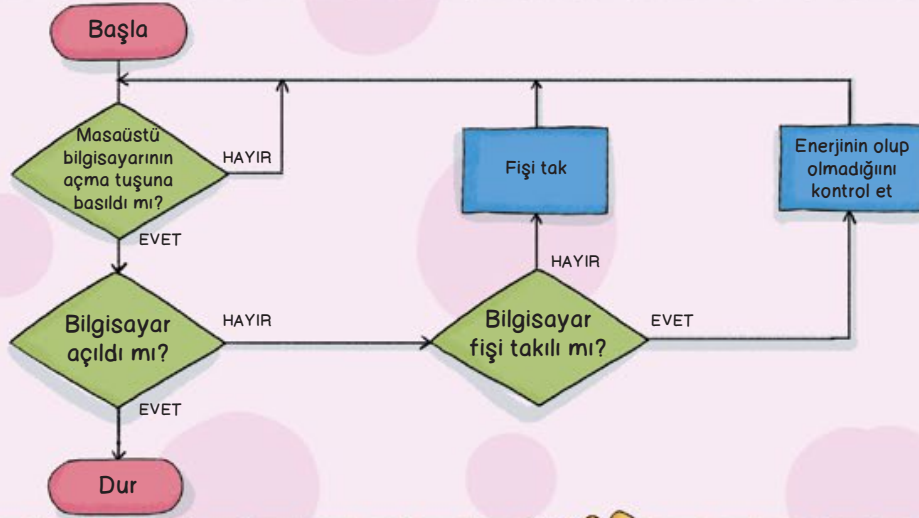 Başla
Masaüstü
bilgisayarının
açma tuşuna
basıldı mı?
HAYIR
EVET
Fişi tak
Enerjinin olup
olmadığıını
kontrol et
HAYIR
Bilgisayar
açıldı mı?
HAYIR
EVET
Bilgisayar
fişi takılı mı?
EVET
Dur